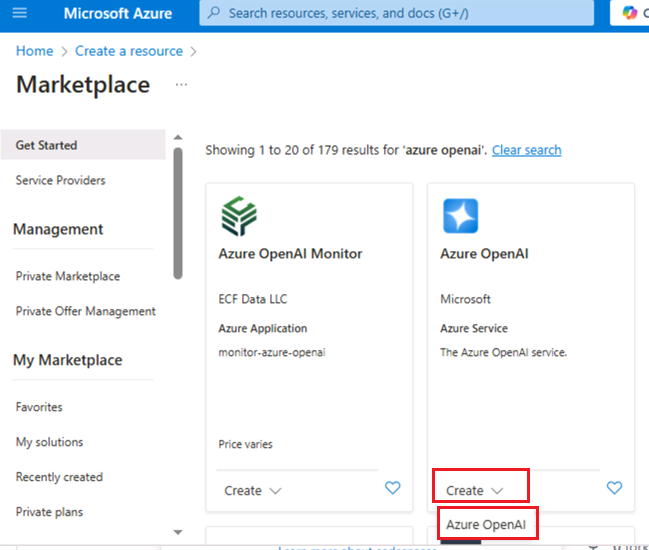 Microsoft Azure
Search resources, services, and docs (G+/)
Home > Create a resource >
Marketplace ...
Get Started
Service Providers
Management
Private Marketplace
Private Offer Management
My Marketplace
Favorites
My solutions
Recently created
Private plans
Showing 1 to 20 of 179 results for 'azure openai'. Clear search
Azure OpenAI Monitor
ECF Data LLC
Azure Application
monitor-azure-openai
Price varies
Create
Azure OpenAI
Microsoft
Azure Service
The Azure OpenAI service.
Create
Azure OpenAI